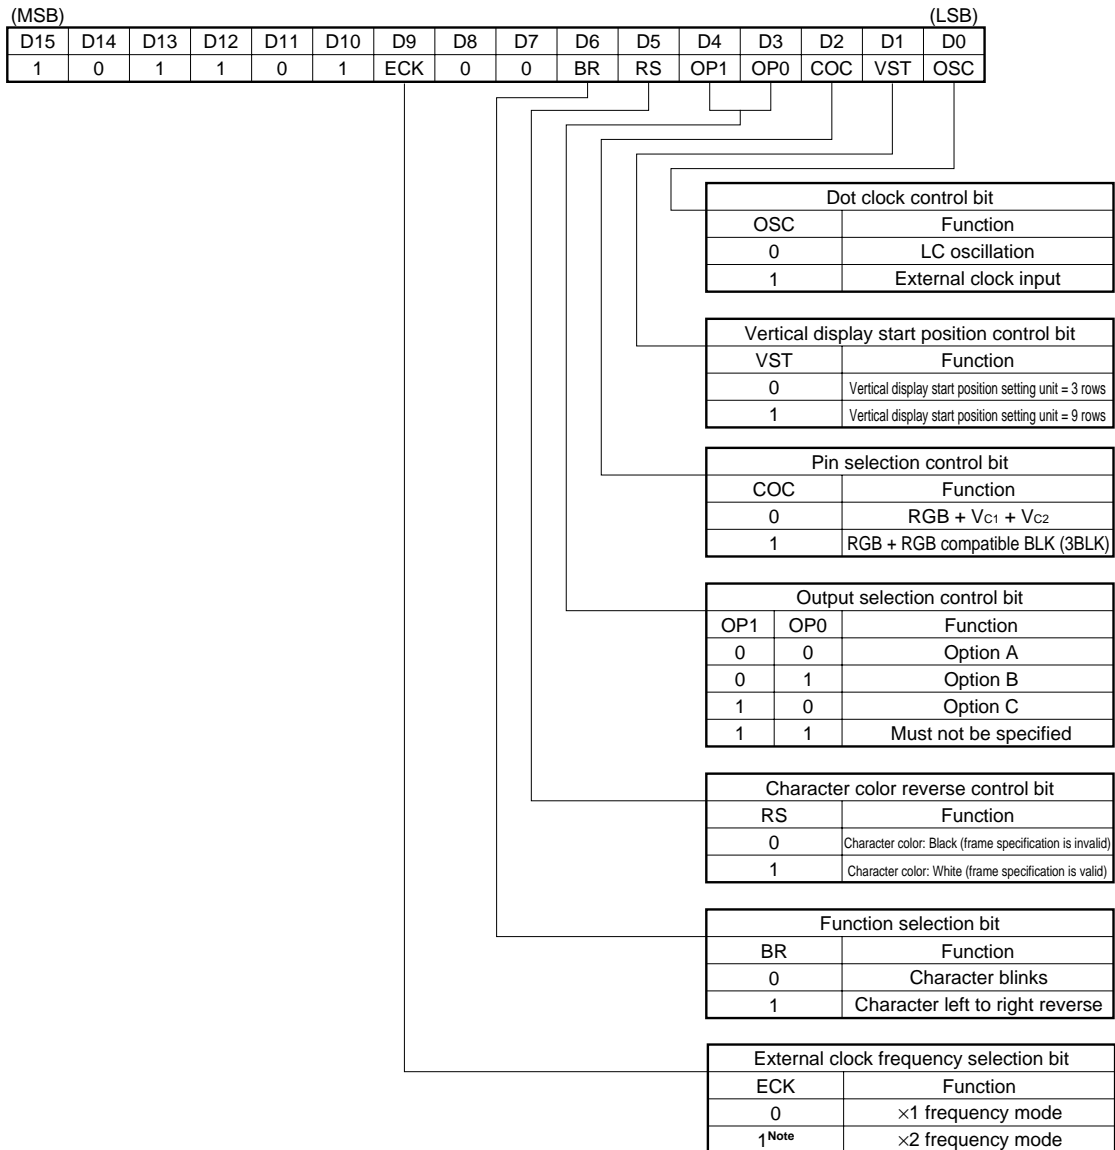 (MSB) (LSB)
D15 D14 D13 D12 D11 D10 D9 D8 D7 D6 D5 D4 D3 D2 D1 D0
1 0 1 1 0 1 ECK 0 0 BR RS OP1 OP0 COC VST OSC
Dot clock control bit
OSC Function
0 LC oscillation
1 External clock input
Vertical display start position control bit
VST Function
0 Vertical display start position setting unit = 3 rows
1 Vertical display start position setting unit = 9 rows
Pin selection control bit
COC Function
0 RGB + VC1 + VC2
1 RGB + RGB compatible BLK (3BLK)
Output selection control bit
OP1 OP0 Function
0 0 Option A
0 1 Option B
1 0 Option C
1 1 Must not be specified
Character color reverse control bit
RS Function
0 Character color: Black (frame specification is invalid)
1 Character color: White (frame specification is valid)
Function selection bit
BR Function
0 Character blinks
1 Character left to right reverse
External clock frequency selection bit
ECK Function
0 ×1 frequency mode
1Note ×2 frequency mode